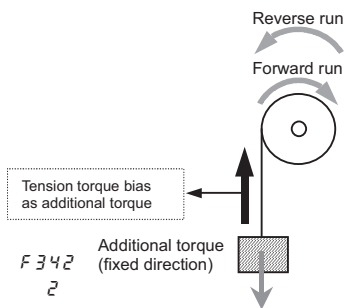 Reverse run
Forward run
Tension torque bias
as additional torque
Additional torque
(fixed direction)
F342
2